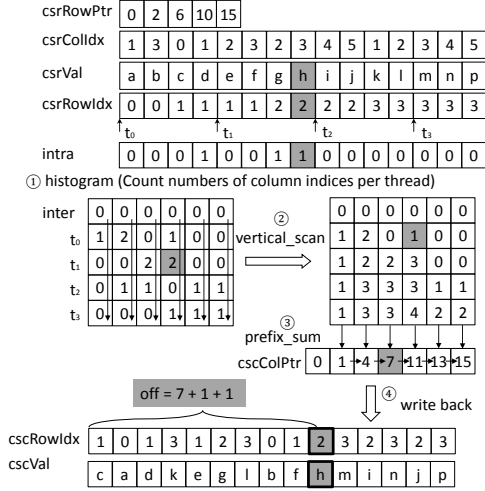 csrRowPtr 0 2 6 10 15
csrColIdx 1 3 0 1 2 3 2 3 4 5 1 2 3 4 5
csrVal a b c d e f g h i j k l m n p
csrRowIdx 0 0 1 1 1 1 2 2 2 2 3 3 3 3 3
t₀ t₁ t₂ t₃
intra 0 0 0 1 0 0 1 1 0 0 0 0 0 0 0
① histogram (Count numbers of column indices per thread)
inter 0 0 0 0 0 0
t₀ 1 2 0 1 0 0
t₁ 0 0 2 2 0 0
t₂ 0 1 1 0 1 1
t₃ 0 0 0 1 1 1
②
vertical_scan
0 0 0 0 0 0
1 2 0 1 0 0
1 2 2 3 0 0
1 3 3 3 1 1
1 3 3 4 2 2
③
prefix_sum
cscColPtr 0 1 4 7 11 13 15
④ write back
off = 7 + 1 + 1
cscRowIdx 1 0 1 3 1 2 3 0 1 2 3 2 3 2 3
cscVal c a d k e g l b f h m i n j p